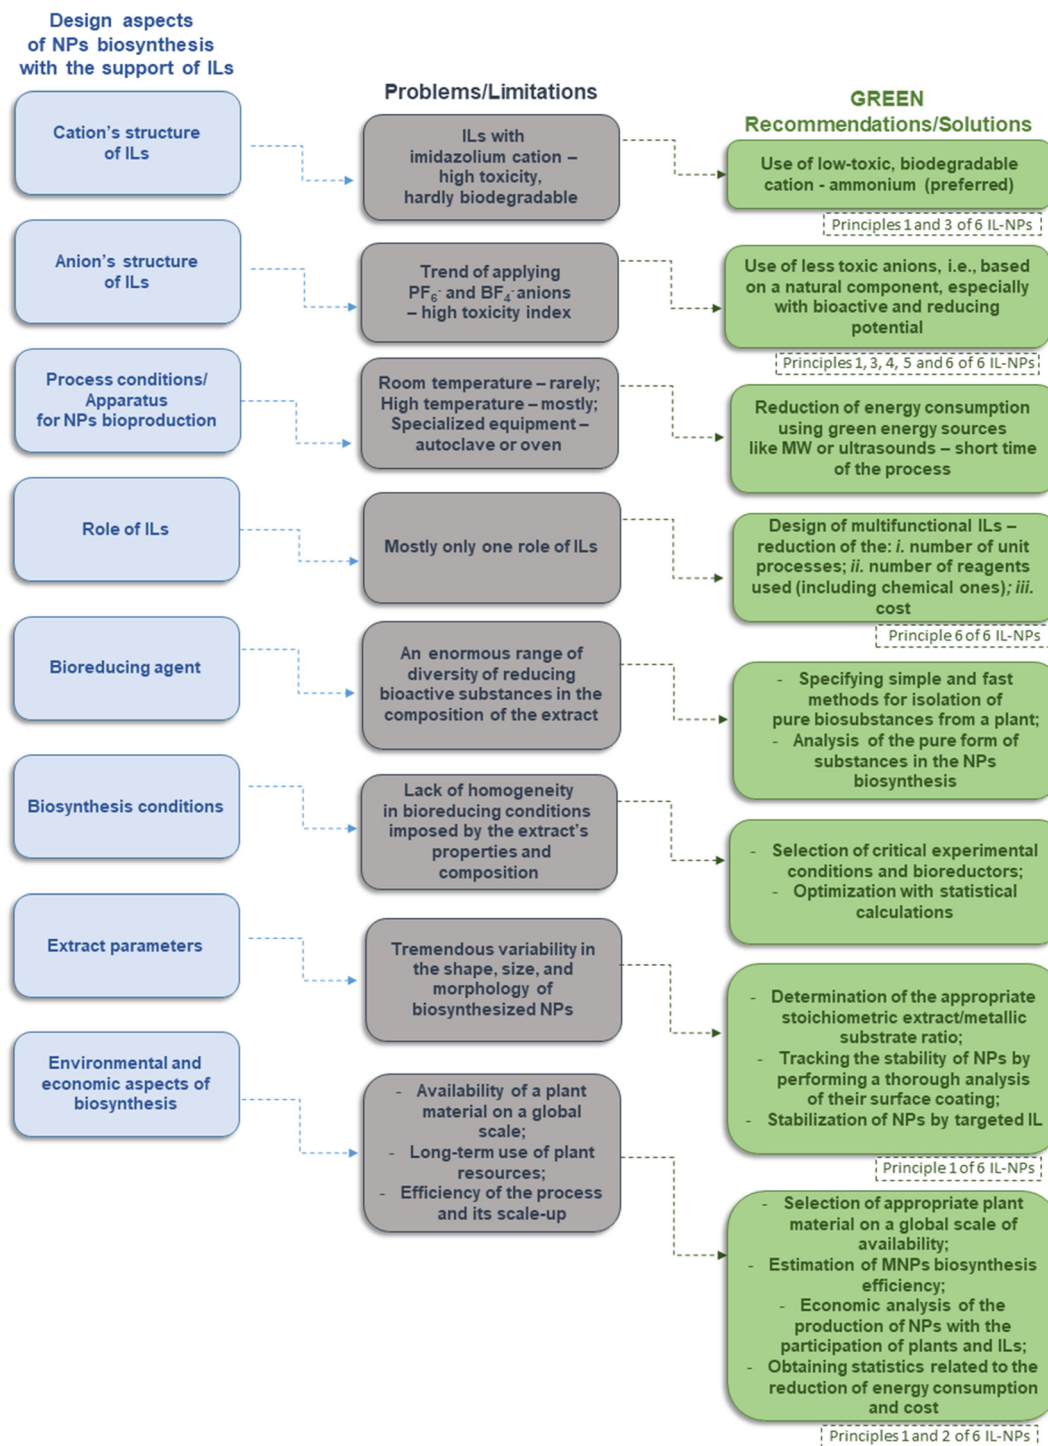 Design aspects
of NPs biosynthesis
with the support of ILs
Cation's structure
of ILs
Anion's structure
of ILs
Process conditions/
Apparatus
for NPs bioproduction
Role of ILs
Bioreducing agent
Biosynthesis conditions
Extract parameters
Environmental and
economic aspects of
biosynthesis
Problems/Limitations
ILs with
imidazolium cation –
high toxicity,
hardly biodegradable
Trend of applying
PF₆⁻ and BF₄⁻ anions
– high toxicity index
Room temperature – rarely;
High temperature – mostly;
Specialized equipment –
autoclave or oven
Mostly only one role of ILs
An enormous range of
diversity of reducing
bioactive substances in the
composition of the extract
Lack of homogeneity
in bioreducing conditions
imposed by the extract's
properties and
composition
Tremendous variability in
the shape, size, and
morphology of
biosynthesized NPs
- Availability of a plant
material on a global
scale;
- Long-term use of plant
resources;
- Efficiency of the process
and its scale-up
GREEN
Recommendations/Solutions
Use of low-toxic, biodegradable
cation - ammonium (preferred)
Principles 1 and 3 of 6 IL-NPs
Use of less toxic anions, i.e., based
on a natural component, especially
with bioactive and reducing
potential
Principles 1, 3, 4, 5 and 6 of 6 IL-NPs
Reduction of energy consumption
using green energy sources
like MW or ultrasounds – short time
of the process
Design of multifunctional ILs –
reduction of the: i. number of unit
processes; ii. number of reagents
used (including chemical ones); iii.
cost
Principle 6 of 6 IL-NPs
- Specifying simple and fast
methods for isolation of
pure biosubstances from a plant;
- Analysis of the pure form of
substances in the NPs
biosynthesis
- Selection of critical experimental
conditions and bioreductors;
- Optimization with statistical
calculations
- Determination of the appropriate
stoichiometric extract/metallic
substrate ratio;
- Tracking the stability of NPs by
performing a thorough analysis
of their surface coating;
- Stabilization of NPs by targeted IL
Principle 1 of 6 IL-NPs
- Selection of appropriate plant
material on a global scale of
availability;
- Estimation of MNPs biosynthesis
efficiency;
- Economic analysis of the
production of NPs with the
participation of plants and ILs;
- Obtaining statistics related to the
reduction of energy consumption
and cost
Principles 1 and 2 of 6 IL-NPs